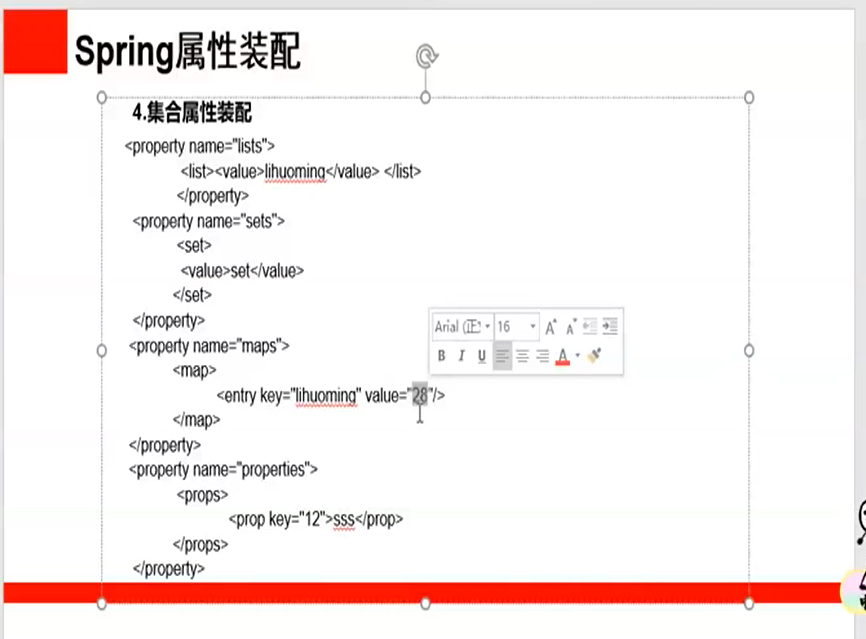 Spring属性装配
4.集合属性装配
<property name="lists">
<list><value>lihuoming</value> </list>
</property>
<property name="sets">
<set>
<value>set</value>
</set>
</property>
<property name="maps">
<map>
<entry key="lihuoming" value="28"/>
</map>
</property>
<property name="properties">
<props>
<prop key="12">sss</prop>
</props>
</property>
Arial (正 16 A A
B I U A